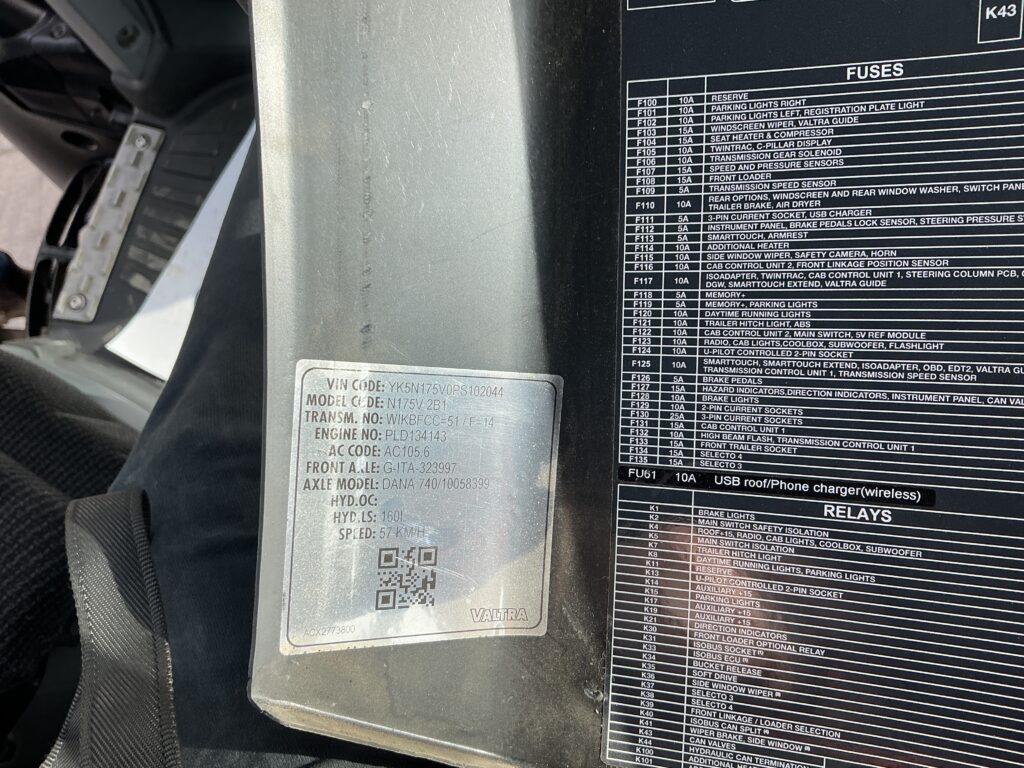 VIN CODE: YK5N175V0PS102044
MODEL CODE: N175V 2B1
TRANSM. NO: WIKBFCC-51 / F-14
ENGINE NO: PLD134143
AC CODE: AC105.6
FRONT AXLE: G-ITA-323997
AXLE MODEL: DANA 740/10058399
HYD.OC:
HYD.LS: 160l
SPEED: 57 KM/H
VALTRA
ACX2773800
K43
FUSES
F100 10A RESERVE
F101 10A PARKING LIGHTS RIGHT
F102 10A PARKING LIGHTS LEFT, REGISTRATION PLATE LIGHT
F103 15A WINDSCREEN WIPER, VALTRA GUIDE
F104 15A SEAT HEATER & COMPRESSOR
F105 10A TWINTRAC, C-PILLAR DISPLAY
F106 10A TRANSMISSION GEAR SOLENOID
F107 15A SPEED AND PRESSURE SENSORS
F108 15A FRONT LOADER
F109 5A TRANSMISSION SPEED SENSOR
F110 10A REAR OPTIONS, WINDSCREEN AND REAR WINDOW WASHER, SWITCH PANE
TRAILER BRAKE, AIR DRYER
F111 5A 3-PIN CURRENT SOCKET, USB CHARGER
F112 5A INSTRUMENT PANEL, BRAKE PEDALS LOCK SENSOR, STEERING PRESSURE S
F113 5A SMARTTOUCH, ARMREST
F114 10A ADDITIONAL HEATER
F115 10A SIDE WINDOW WIPER, SAFETY CAMERA, HORN
F116 10A CAB CONTROL UNIT 2, FRONT LINKAGE POSITION SENSOR
F117 10A ISOADAPTER, TWINTRAC, CAB CONTROL UNIT 1, STEERING COLUMN PCB,
DGW, SMARTTOUCH EXTEND, VALTRA GUIDE
F118 5A MEMORY+
F119 5A MEMORY+, PARKING LIGHTS
F120 10A DAYTIME RUNNING LIGHTS
F121 10A TRAILER HITCH LIGHT, ABS
F122 10A CAB CONTROL UNIT 2, MAIN SWITCH, 5V REF MODULE
F123 10A RADIO, CAB LIGHTS,COOLBOX, SUBWOOFER, FLASHLIGHT
F124 10A U-PILOT CONTROLLED 2-PIN SOCKET
F125 10A SMARTTOUCH, SMARTTOUCH EXTEND, ISOADAPTER, OBD, EDT2, VALTRA GU
TRANSMISSION CONTROL UNIT 1, TRANSMISSION SPEED SENSOR
F126 5A BRAKE PEDALS
F127 15A HAZARD INDICATORS,DIRECTION INDICATORS, INSTRUMENT PANEL, CAN VAL
F128 10A BRAKE LIGHTS
F129 10A 2-PIN CURRENT SOCKETS
F130 25A 3-PIN CURRENT SOCKETS
F131 15A CAB CONTROL UNIT 1
F132 10A HIGH BEAM FLASH, TRANSMISSION CONTROL UNIT 1
F133 15A FRONT TRAILER SOCKET
F134 15A SELECTO 4
F135 15A SELECTO 3
FU61 10A USB roof/Phone charger(wireless)
RELAYS
K1 BRAKE LIGHTS
K2 MAIN SWITCH SAFETY ISOLATION
K4 ROOF+15, RADIO, CAB LIGHTS, COOLBOX, SUBWOOFER
K5 MAIN SWITCH ISOLATION
K7 TRAILER HITCH LIGHT
K8 DAYTIME RUNNING LIGHTS, PARKING LIGHTS
K11 RESERVE
K13 U-PILOT CONTROLLED 2-PIN SOCKET
K14 AUXILIARY +15
K15 PARKING LIGHTS
K17 AUXILIARY +15
K19 AUXILIARY +15
K21 DIRECTION INDICATORS
K30 FRONT LOADER OPTIONAL RELAY
K31 ISOBUS SOCKET
K33 ISOBUS ECU
K34 BUCKET RELEASE
K35 SOFT DRIVE
K36 SIDE WINDOW WIPER
K37 SELECTO 3
K38 SELECTO 4
K39 FRONT LINKAGE / LOADER SELECTION
K40 ISOBUS CAN SPLIT
K41 WIPER BRAKE, SIDE WINDOW
K43 CAN VALVES
K44 HYDRAULIC CAN TERMINATION
K100
K101